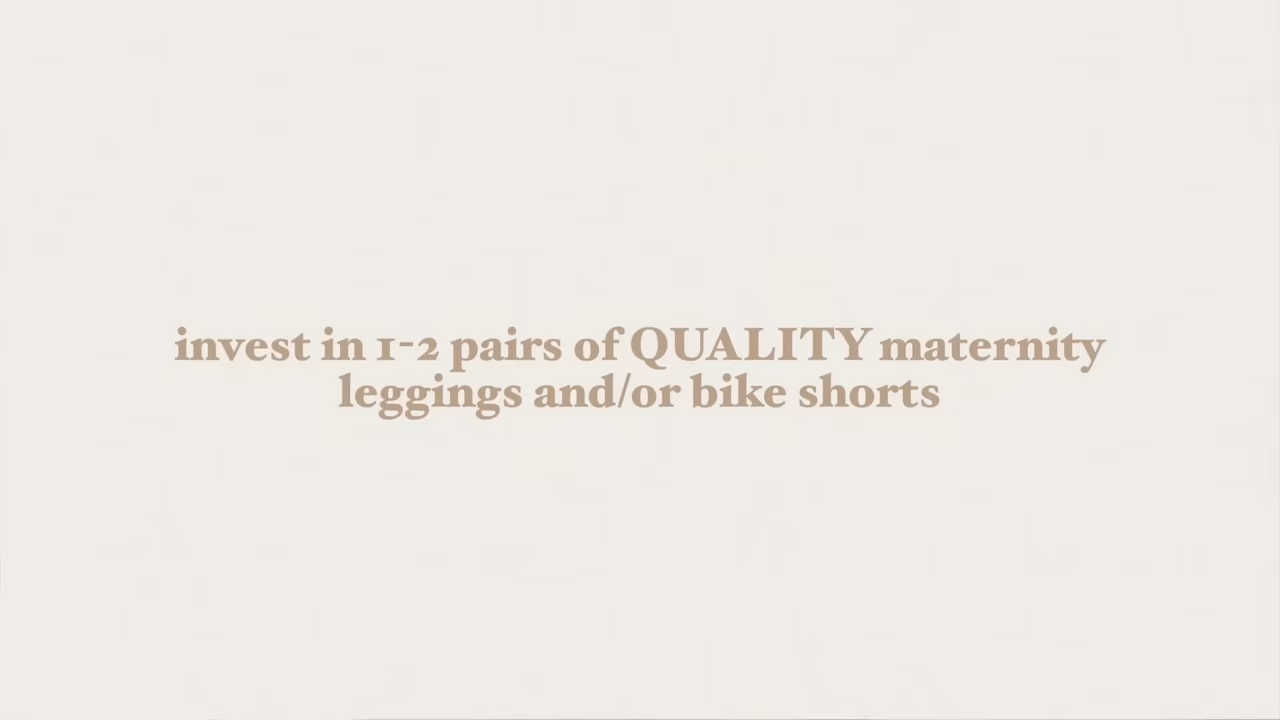 invest in 1-2 pairs of QUALITY maternity
leggings and/or bike shorts